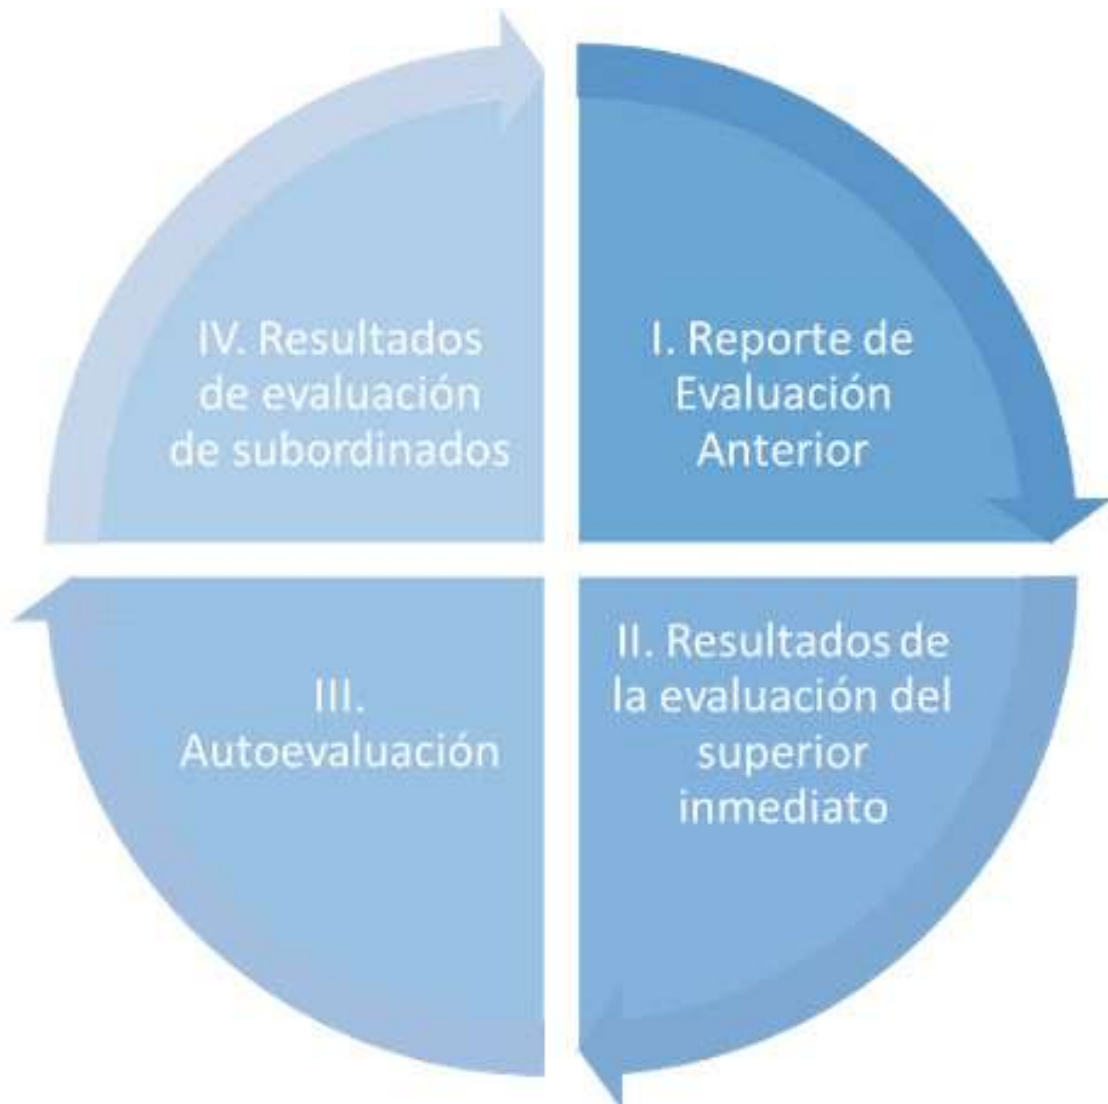 I. Reporte de
Evaluación
Anterior
II. Resultados de
la evaluación del
superior
inmediato
III.
Autoevaluación
IV. Resultados
de evaluación
de subordinados